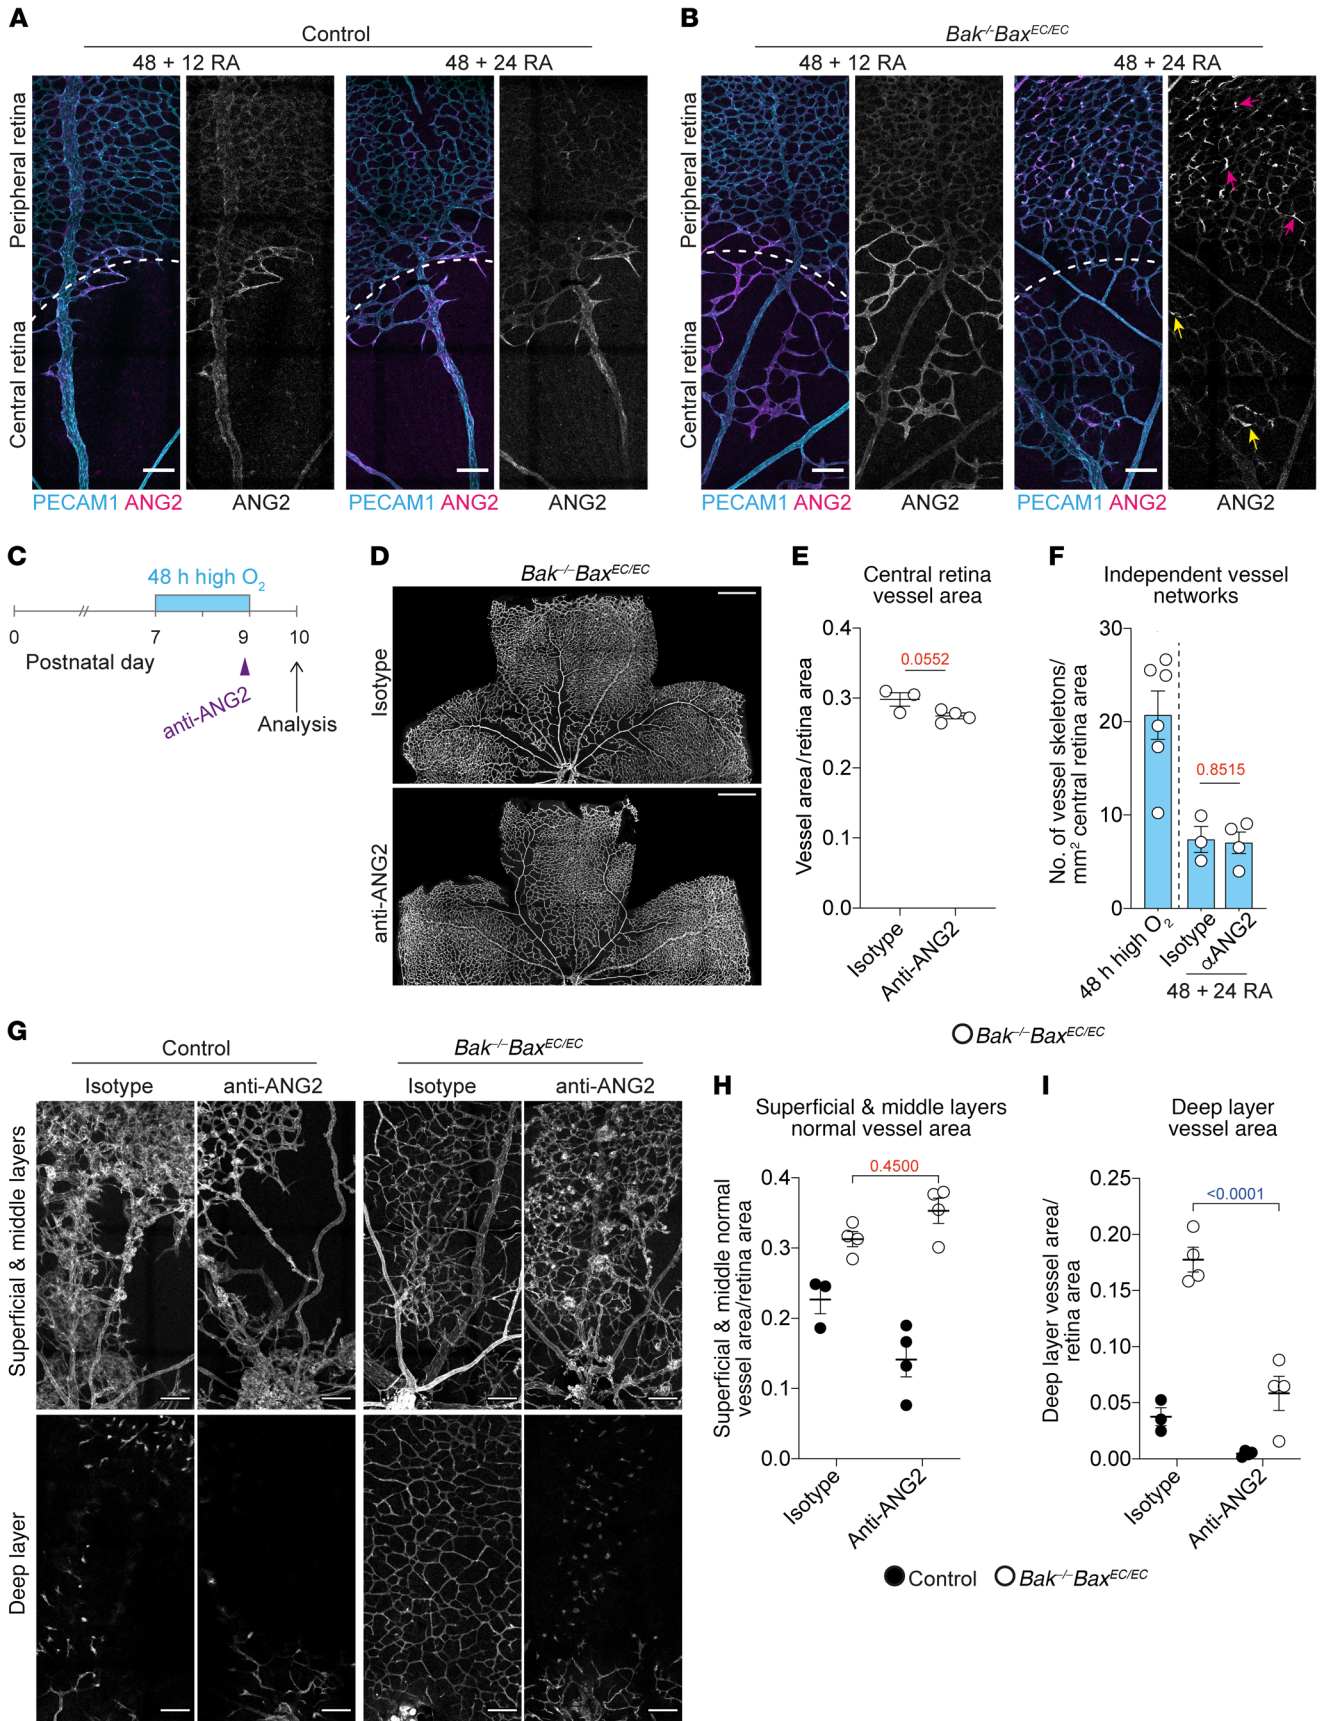 A
Control
48 + 12 RA
48 + 24 RA
Peripheral retina
Central retina
PECAM1 ANG2
ANG2
PECAM1 ANG2
ANG2
B
Bak-/-BaxEC/EC
48 + 12 RA
48 + 24 RA
Peripheral retina
Central retina
PECAM1 ANG2
ANG2
PECAM1 ANG2
ANG2
C
48 h high O2
0
7
9
10
Postnatal day
anti-ANG2
Analysis
D
Bak–/–BaxEC/EC
Isotype
anti-ANG2
E
Central retina
vessel area
Vessel area/retina area
0.4
0.3
0.2
0.1
0.0
0.0552
Isotype
Anti-ANG2
F
Independent vessel
networks
No. of vessel skeletons/
mm2 central retina area
30
20
10
0
0.8515
48 h high O2
Isotype
αANG2
48 + 24 RA
Bak–/–BaxEC/EC
G
Control
Bak–/–BaxEC/EC
Isotype
anti-ANG2
Isotype
anti-ANG2
Superficial & middle layers
Deep layer
H
Superficial & middle layers
normal vessel area
Superficial & middle normal
vessel area/retina area
0.4
0.3
0.2
0.1
0.0
0.4500
Isotype
Anti-ANG2
I
Deep layer
vessel area
Deep layer vessel area/
retina area
0.25
0.20
0.15
0.10
0.05
0.00
<0.0001
Isotype
Anti-ANG2
Control
Bak–/–BaxEC/EC